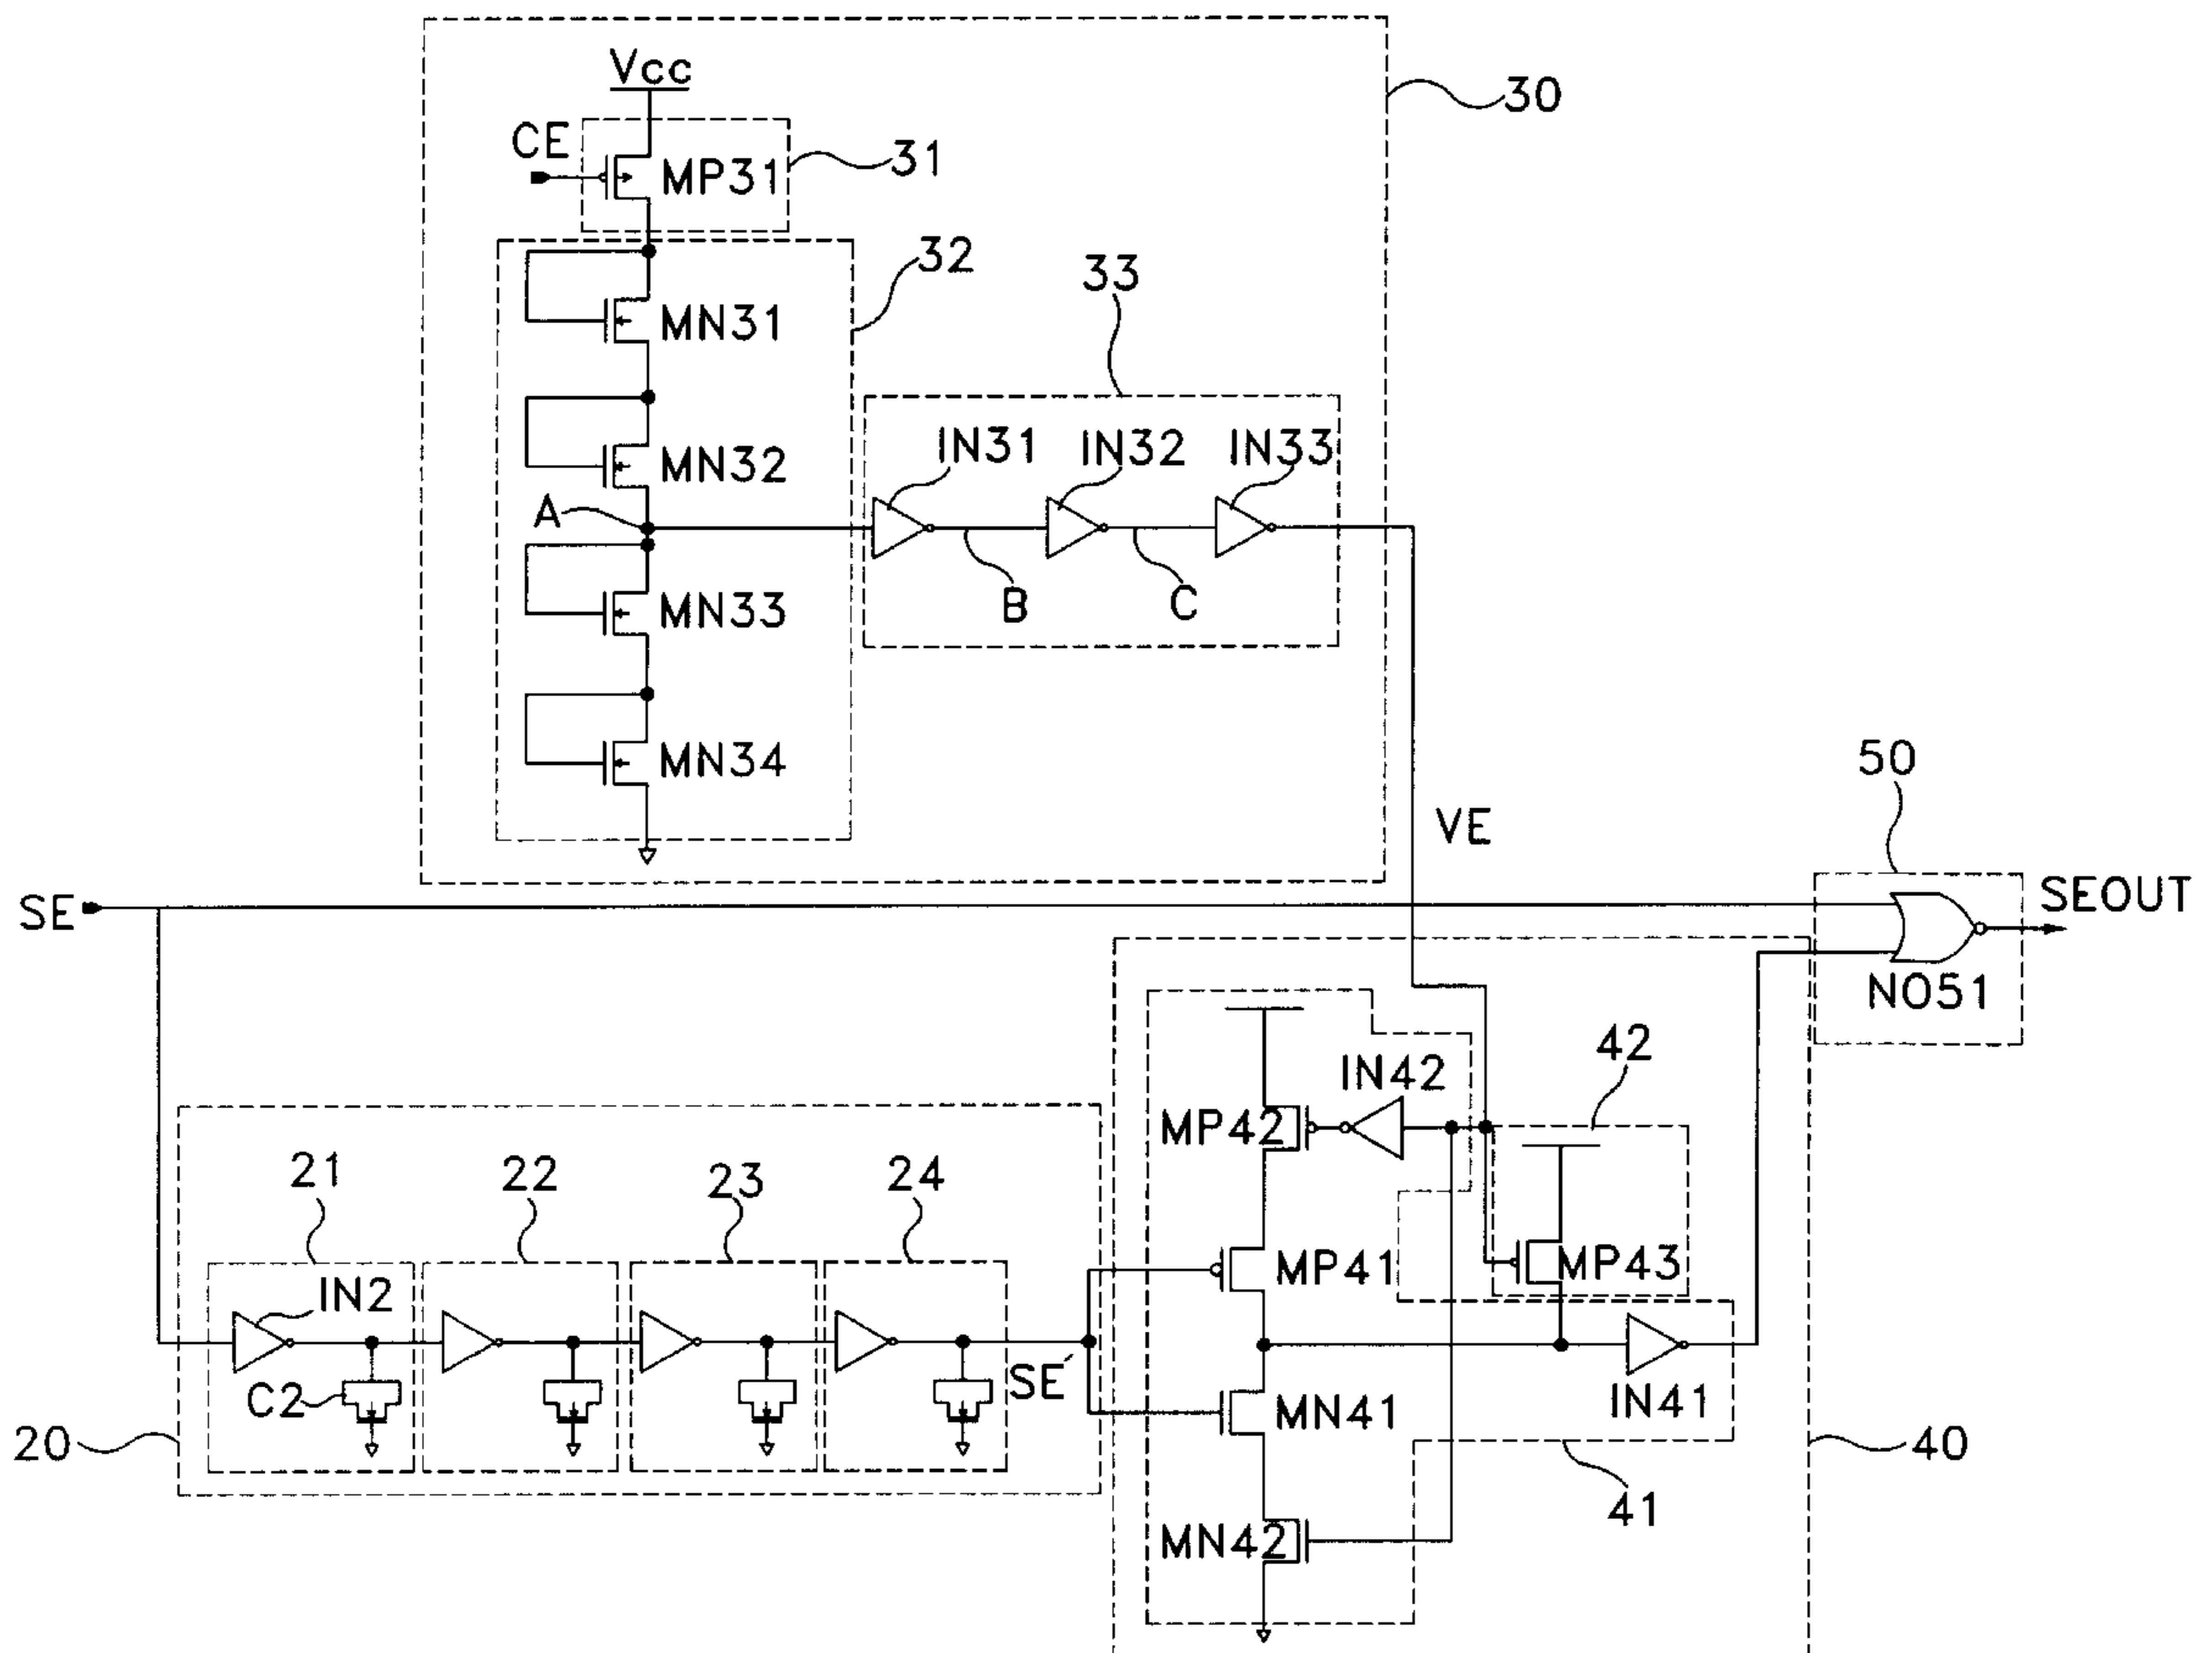 Vcc
30
CE
MP31
31
32
33
MN31
IN31
IN32
IN33
MN32
A
B
C
MN33
MN34
50
VE
SE
SEOUT
NO51
42
IN42
MP42
21
22
23
24
IN2
MP41
MP43
C2
SE'
MN41
IN41
20
40
41
MN42